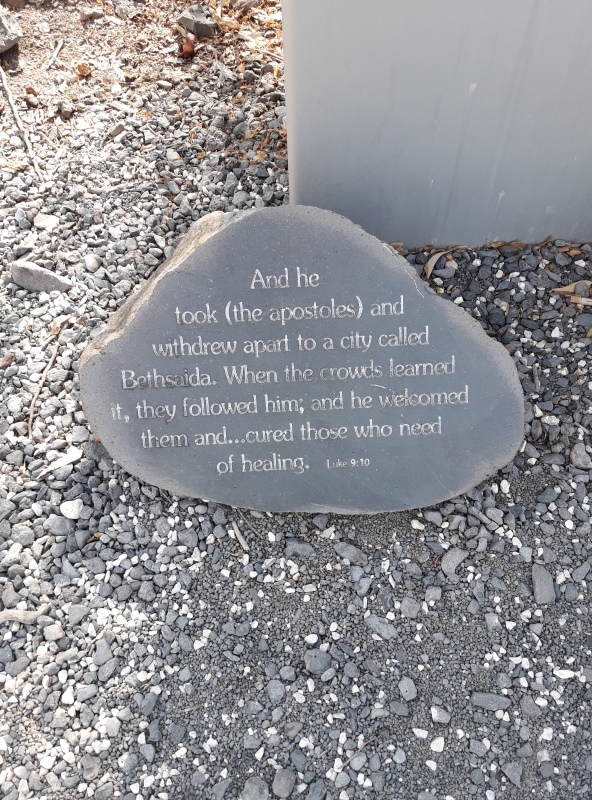 And he
took (the apostoles) and
withdrew apart to a city called
Bethsaida. When the crowds learned
it, they followed him; and he welcomed
them and...cured those who need
of healing. Luke 9:10